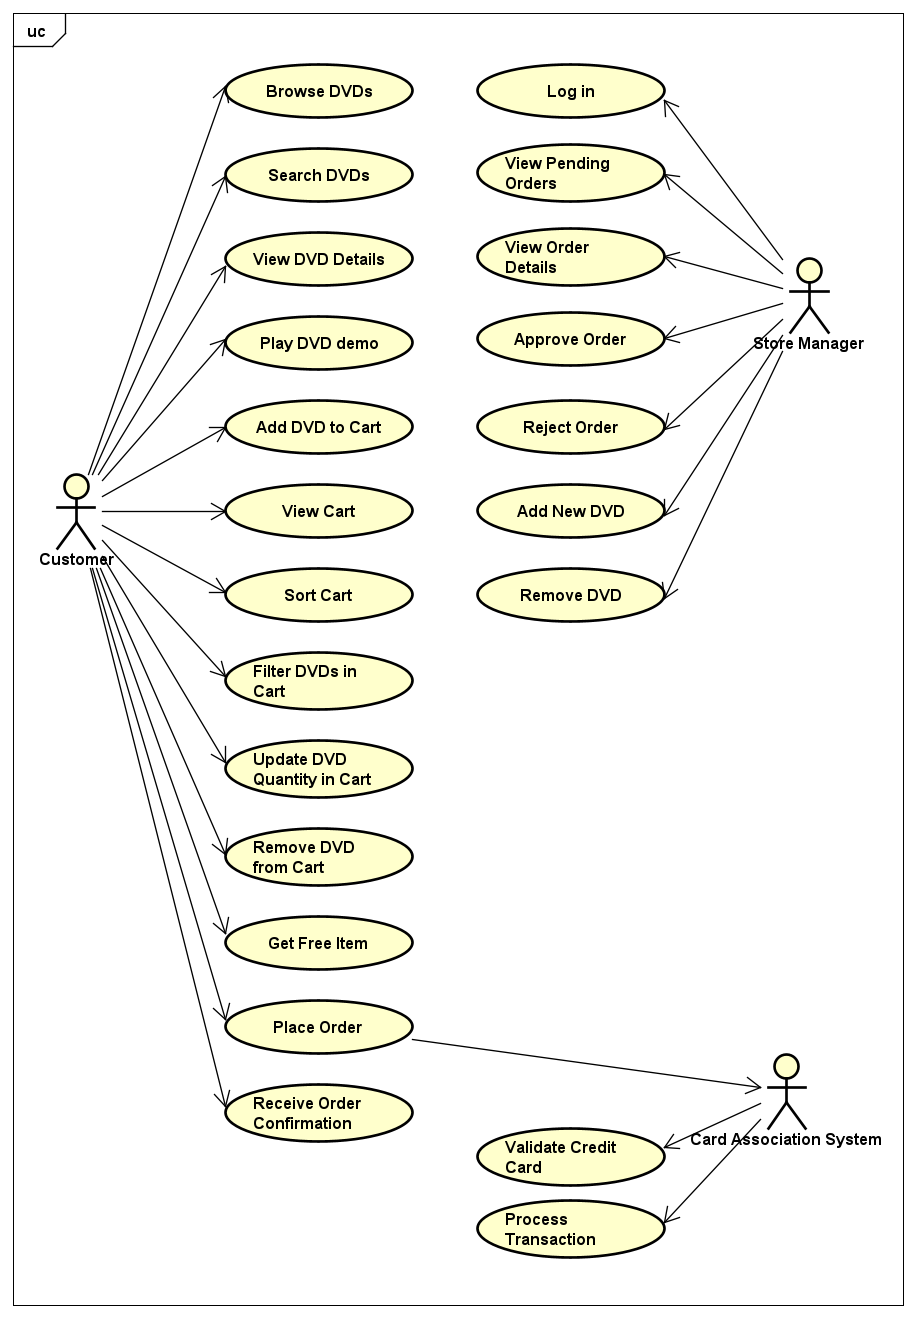 uc
Browse DVDs
Search DVDs
View DVD Details
Play DVD demo
Add DVD to Cart
View Cart
Sort Cart
Filter DVDs in
Cart
Update DVD
Quantity in Cart
Remove DVD
from Cart
Get Free Item
Place Order
Receive Order
Confirmation
Customer
Log in
View Pending
Orders
View Order
Details
Approve Order
Reject Order
Add New DVD
Remove DVD
Store Manager
Card Association System
Validate Credit
Card
Process
Transaction